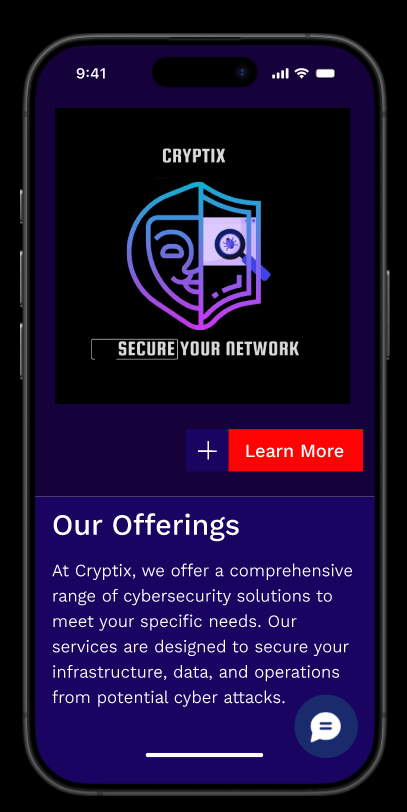 9:41
CRYPTIX
SECURE YOUR NETWORK
+ Learn More
Our Offerings
At Cryptix, we offer a comprehensive
range of cybersecurity solutions to
meet your specific needs. Our
services are designed to secure your
infrastructure, data, and operations
from potential cyber attacks.